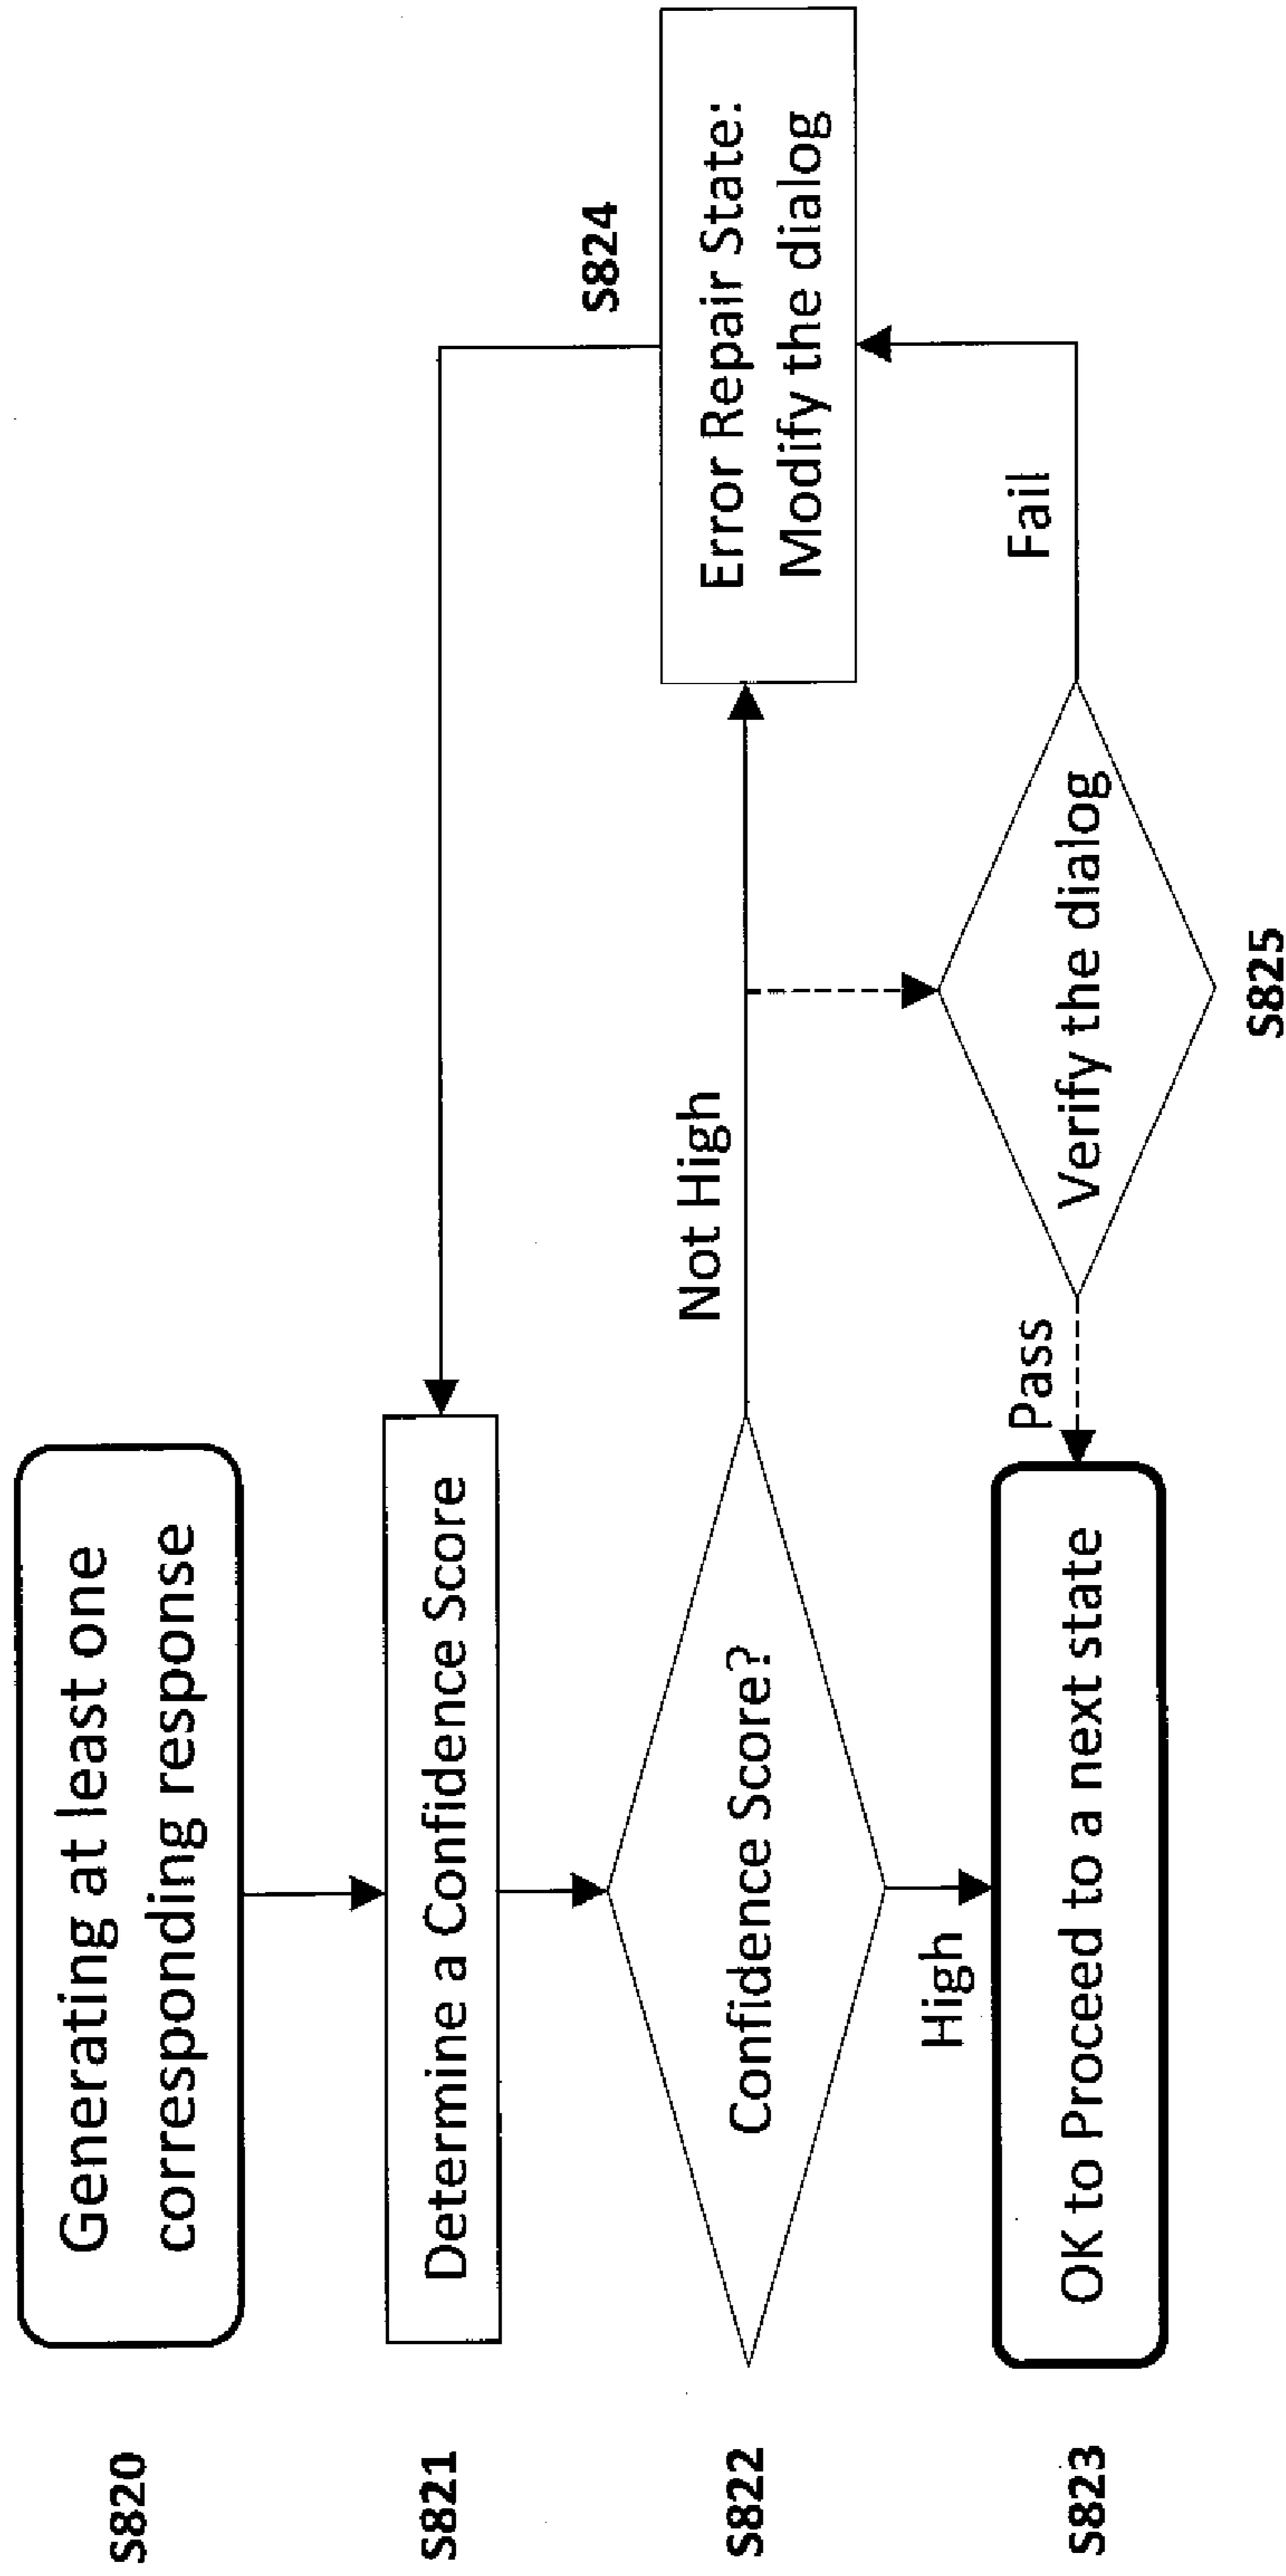 S820
Generating at least one
corresponding response
S821
Determine a Confidence Score
S824
S822
Confidence Score?
Not High
Error Repair State:
Modify the dialog
High
S823
OK to Proceed to a next state
Pass
Verify the dialog
Fail
S825